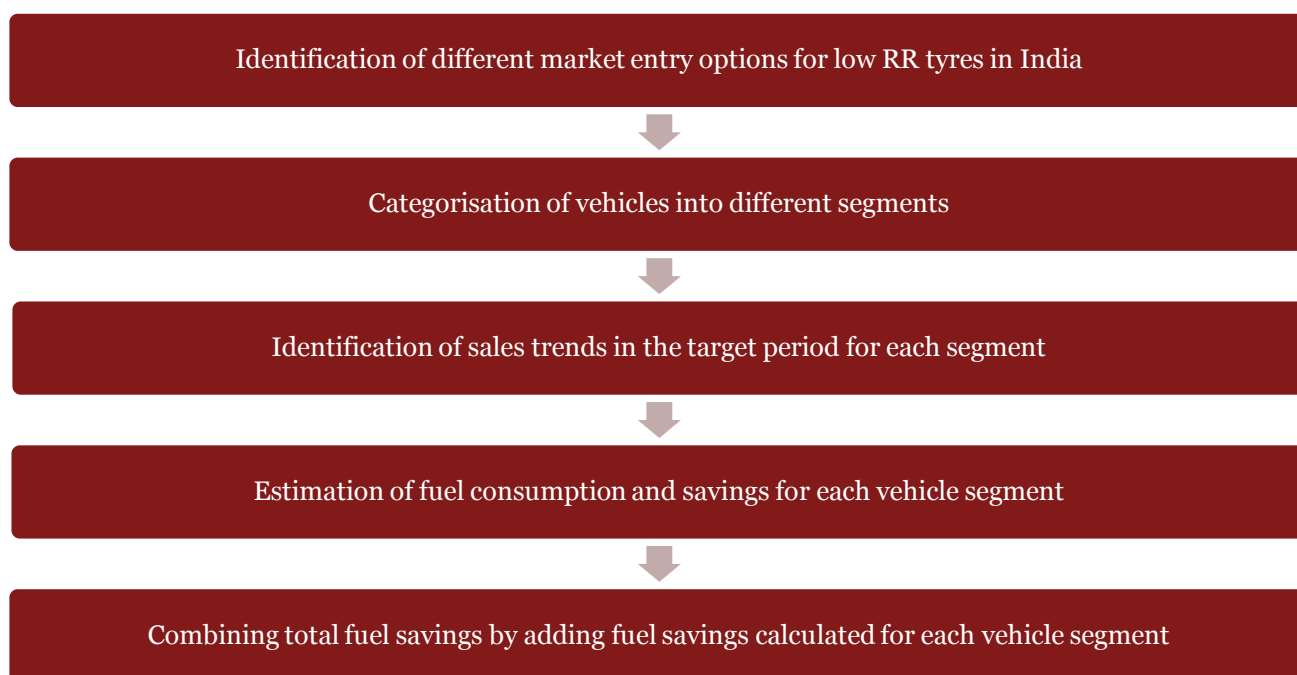 Identification of different market entry options for low RR tyres in India
Categorisation of vehicles into different segments
Identification of sales trends in the target period for each segment
Estimation of fuel consumption and savings for each vehicle segment
Combining total fuel savings by adding fuel savings calculated for each vehicle segment